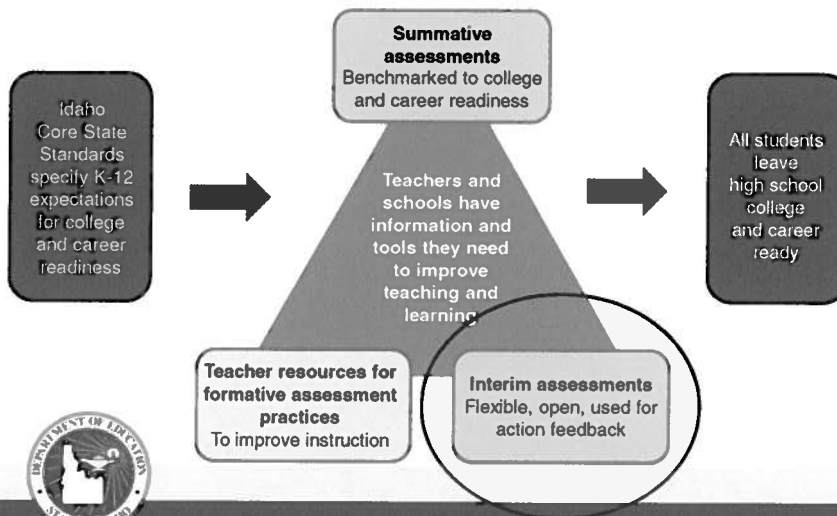 Summative
assessments
Benchmarked to college
and career readiness
Idaho
Core State
Standards
specify K-12
expectations
for college
and career
readiness
Teachers and
schools have
information and
tools they need
to improve
teaching and
learning
All students
leave
high school
college
and career
ready
Teacher resources for
formative assessment
practices
To improve instruction
Interim assessments
Flexible, open, used for
action feedback
DEPARTMENT OF EDUCATION